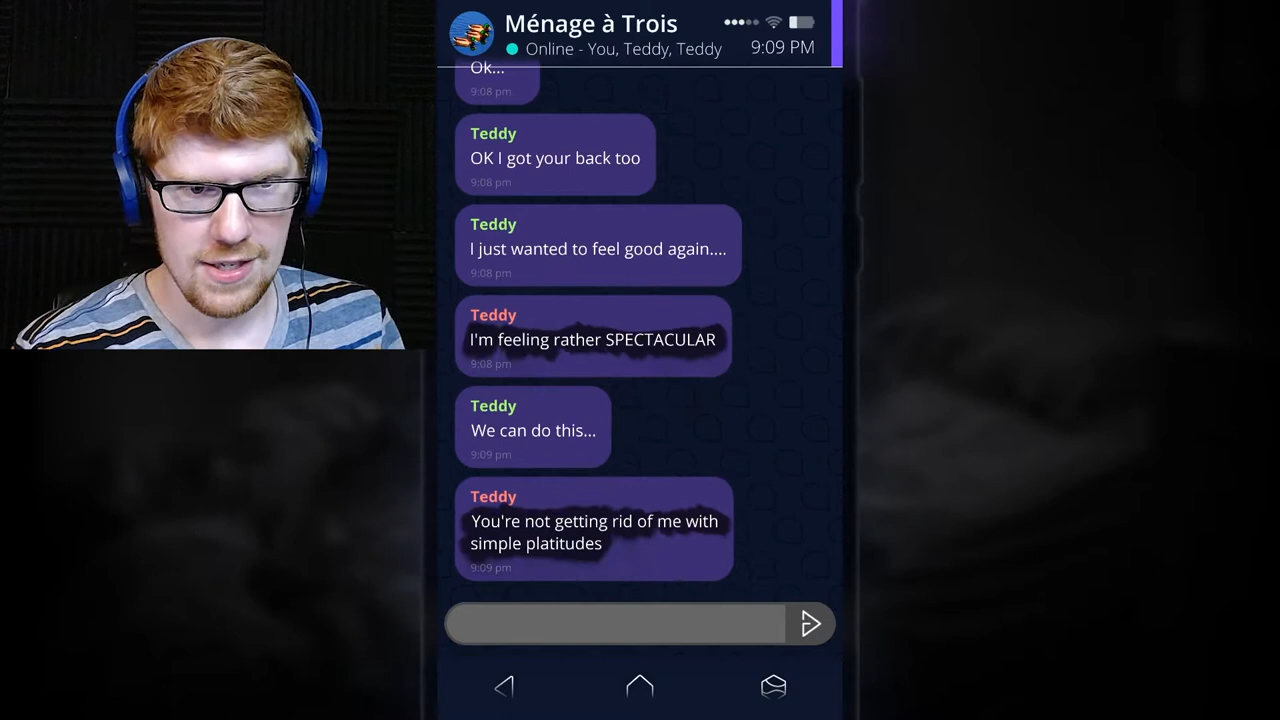 Ménage à Trois
Online - You, Teddy, Teddy
9:09 PM
Ok...
9:08 pm
Teddy
OK I got your back too
9:08 pm
Teddy
I just wanted to feel good again....
9:08 pm
Teddy
I'm feeling rather SPECTACULAR
9:08 pm
Teddy
We can do this...
9:09 pm
Teddy
You're not getting rid of me with
simple platitudes
9:09 pm